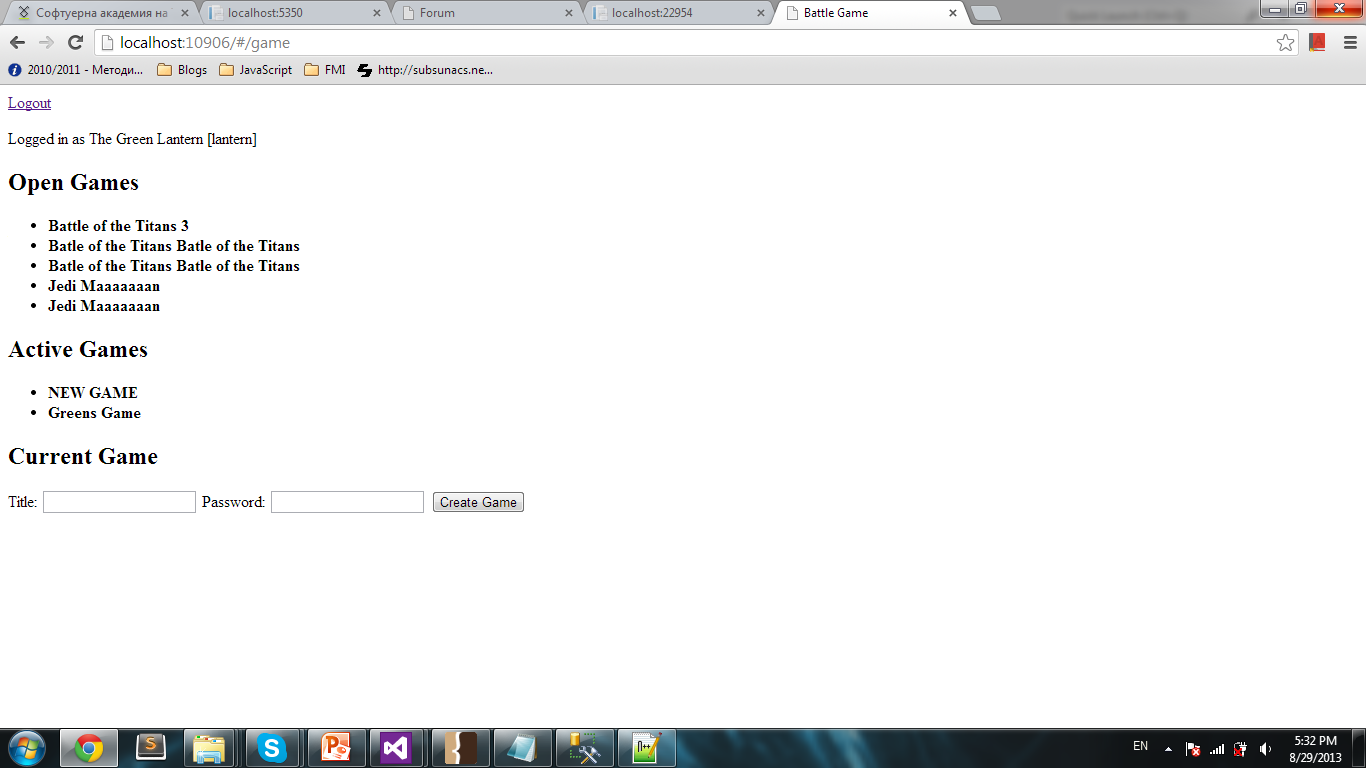 Софтуерна академия на
localhost:5350
Forum
localhost:22954
Battle Game
localhost:10906/#/game
2010/2011 - Методи...
Blogs
JavaScript
FMI
http://subsunacs.ne...
Logout
Logged in as The Green Lantern [lantern]
Open Games
Battle of the Titans 3
Batle of the Titans Batle of the Titans
Batle of the Titans Batle of the Titans
Jedi Maaaaaaan
Jedi Maaaaaaan
Active Games
NEW GAME
Greens Game
Current Game
Title: Password: Create Game
EN
5:32 PM
8/29/2013